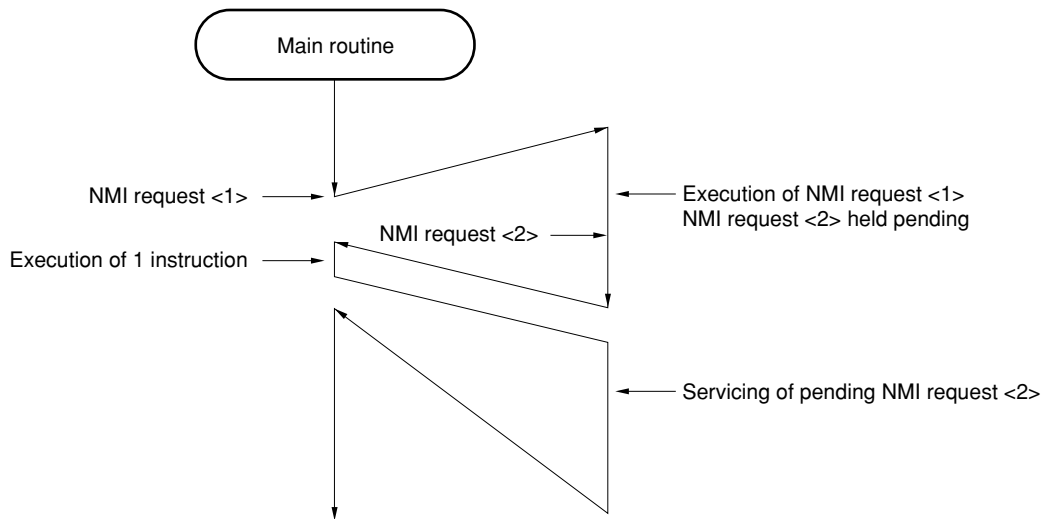 Main routine
NMI request <1>
Execution of NMI request <1>
NMI request <2> held pending
NMI request <2>
Execution of 1 instruction
Servicing of pending NMI request <2>